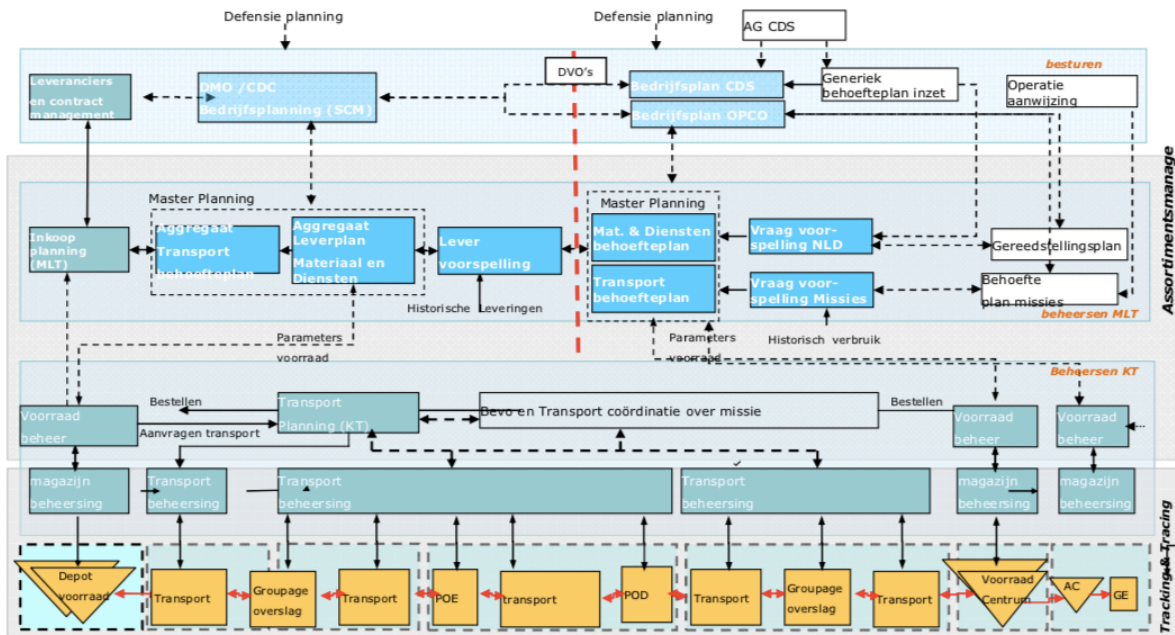 Defensie planning
Defensie planning
AG CDS
DVO's
besturen
Leveranciers
en contract
management
DMO /CDC
Bedrijfsplanning (SCM)
Bedrijfsplan CDS
Bedrijfsplan OPCO
Generiek
behoefteplan inzet
Operatie
aanwijzing
Assortimentsmanage
Master Planning
Master Planning
Inkoop
planning
(MLT)
Aggregaat
Transport
behoefteplan
Aggregaat
Leverplan
Materiaal en
Diensten
Lever
voorspelling
Mat. & Diensten
behoefteplan
Transport
behoefteplan
Vraag voor-
spelling NLD
Vraag voor-
spelling Missies
Gereedstellingsplan
Behoefte
plan missies
beheersen MLT
Historische Leveringen
Historisch verbruik
Parameters
voorraad
Parameters
voorraad
Beheersen KT
Voorraad
beheer
Bestellen
Aanvragen transport
Transport
Planning (KT)
Bevo en Transport coördinatie over missie
Bestellen
Voorraad
beheer
Voorraad
beheer
magazijn
beheersing
Transport
beheersing
Transport
beheersing
Transport
beheersing
magazijn
beheersing
magazijn
beheersing
Tracking & Tracing
Depot
voorraad
Transport
Groupage
overslag
Transport
POE
transport
POD
Transport
Groupage
overslag
Transport
Voorraad
Centrum
AC
GE